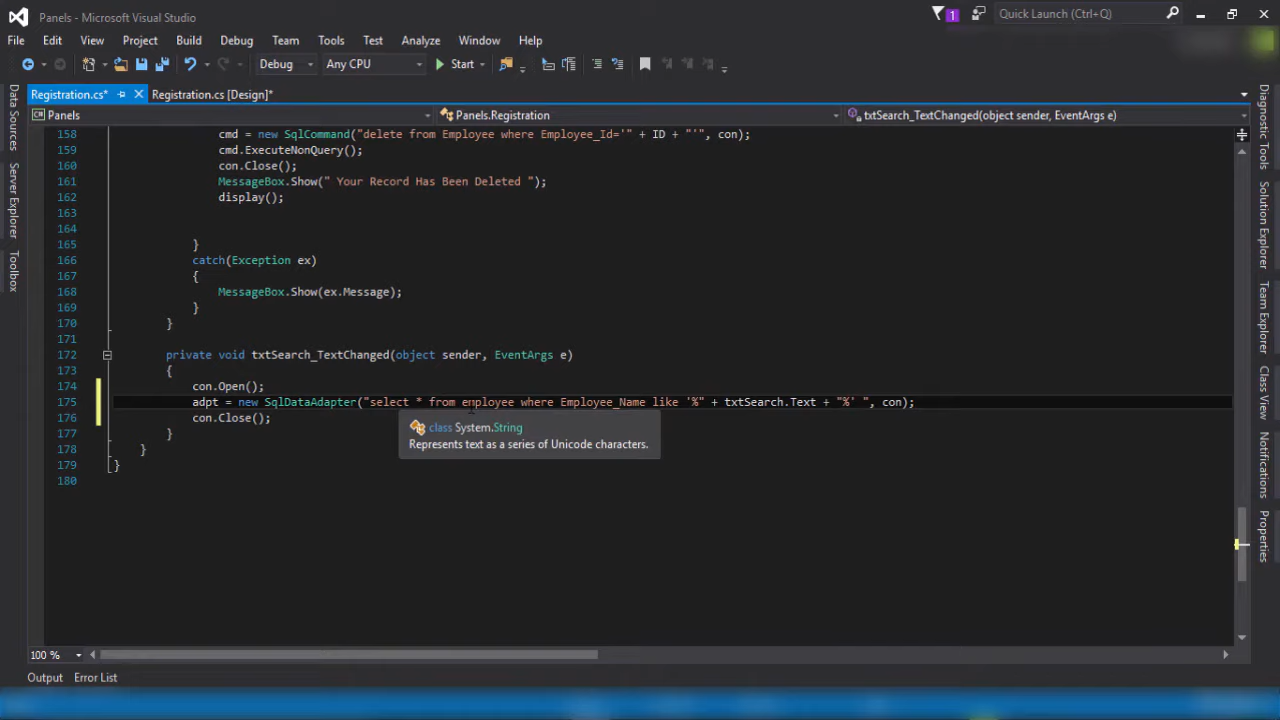 Panels - Microsoft Visual Studio
1
Quick Launch (Ctrl+Q)
File Edit View Project Build Debug Team Tools Test Analyze Window Help
Debug Any CPU Start
Registration.cs* Registration.cs [Design]*
Panels Panels.Registration txtSearch_TextChanged(object sender, EventArgs e)
Data Sources
Server Explorer
Toolbox
158 cmd = new SqlCommand("delete from Employee where Employee_Id='" + ID + "'", con);
159 cmd.ExecuteNonQuery();
160 con.Close();
161 MessageBox.Show(" Your Record Has Been Deleted ");
162 display();
163
164
165 }
166 catch(Exception ex)
167 {
168 MessageBox.Show(ex.Message);
169 }
170 }
171
172 private void txtSearch_TextChanged(object sender, EventArgs e)
173 {
174 con.Open();
175 adpt = new SqlDataAdapter("select * from employee where Employee_Name like '%" + txtSearch.Text + "%' ", con);
176 con.Close();
class System.String
Represents text as a series of Unicode characters.
177 }
178 }
179 }
180
Diagnostic Tools
Solution Explorer
Team Explorer
Class View
Notifications
Properties
100 %
Output Error List